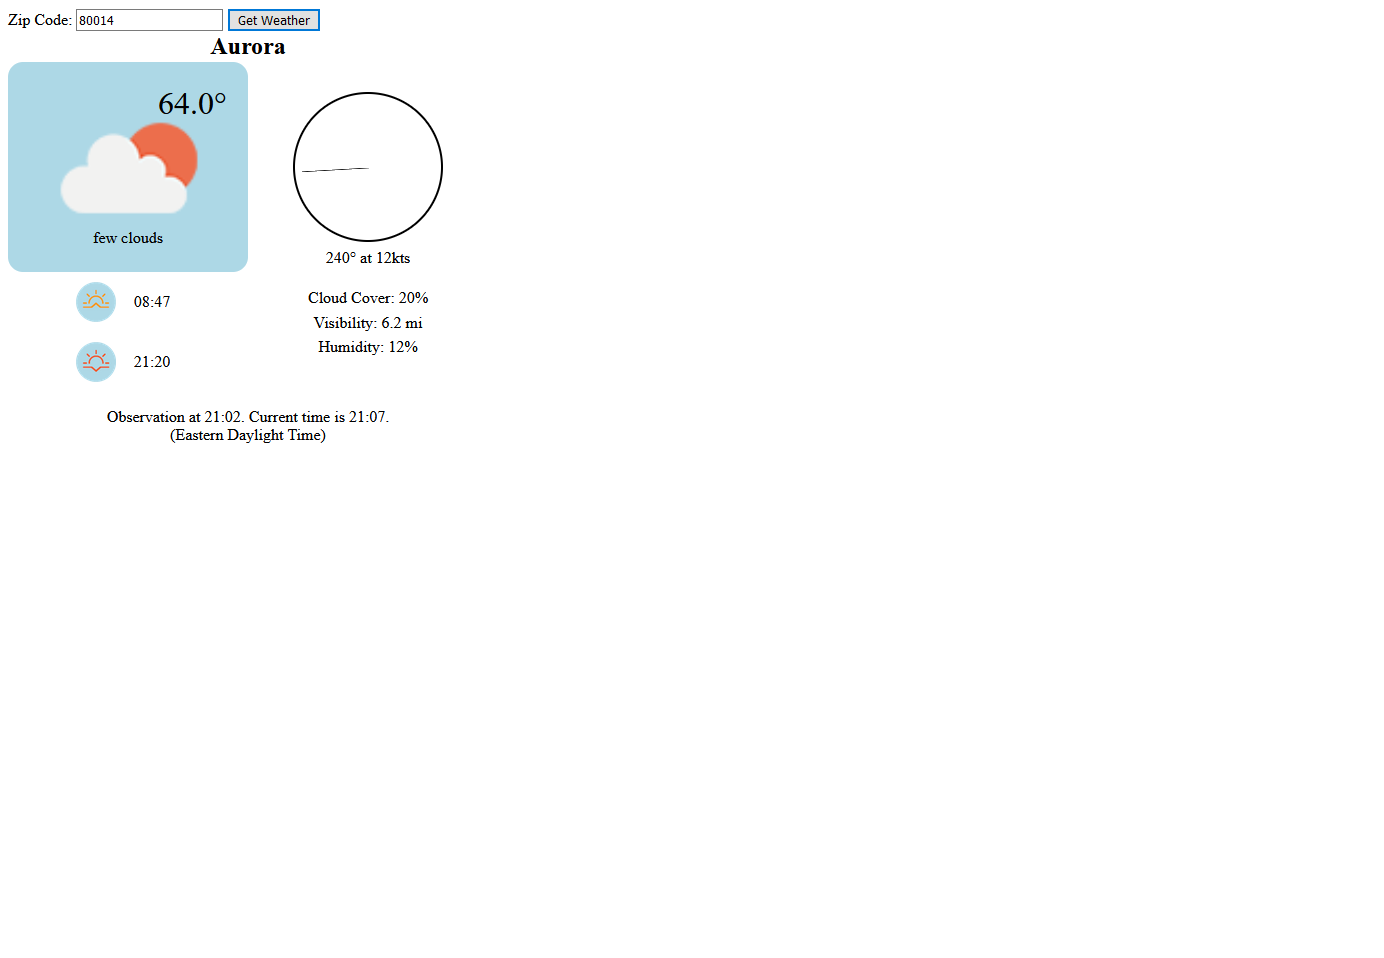 Zip Code: 80014 Get Weather
Aurora
64.0°
few clouds
240° at 12kts
08:47
21:20
Cloud Cover: 20%
Visibility: 6.2 mi
Humidity: 12%
Observation at 21:02. Current time is 21:07.
(Eastern Daylight Time)